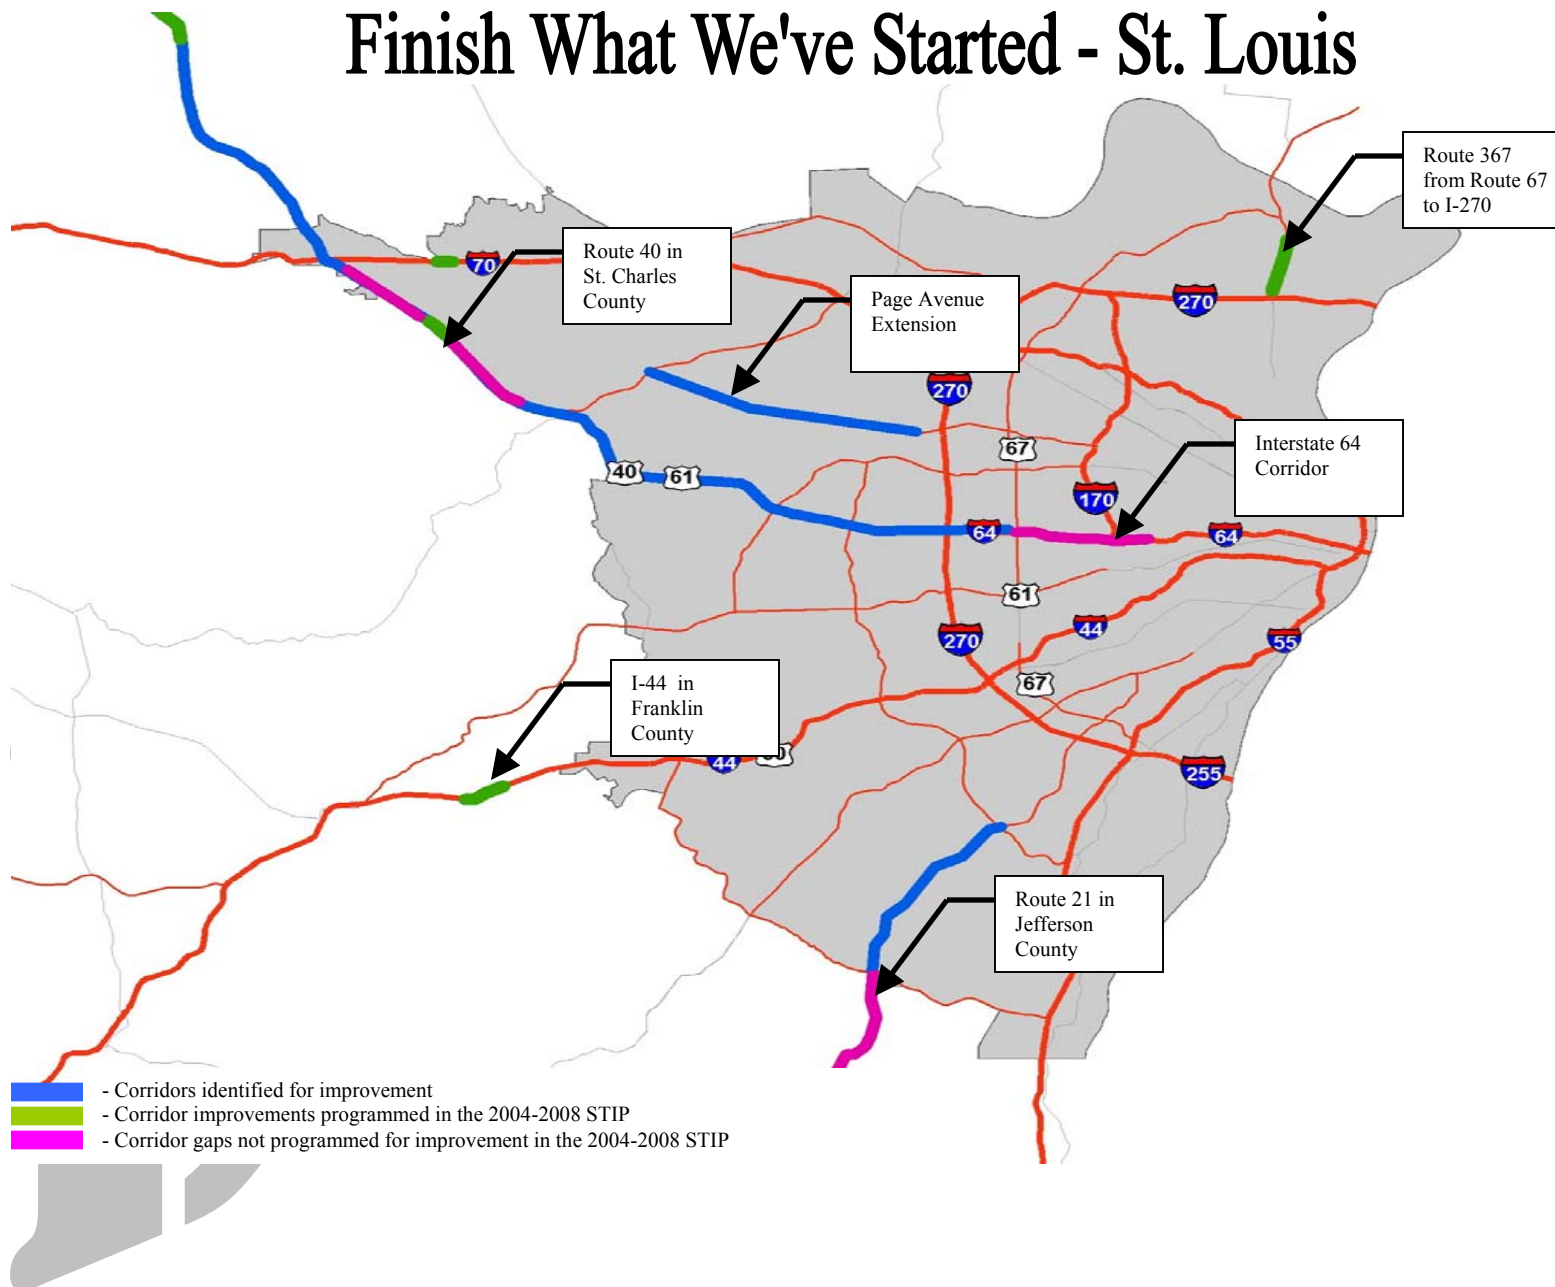 Finish What We've Started - St. Louis
Route 367
from Route 67
to I-270
Route 40 in
St. Charles
County
70
Page Avenue
Extension
270
270
67
Interstate 64
Corridor
40
61
170
64
64
61
44
270
55
67
I-44 in
Franklin
County
44
255
Route 21 in
Jefferson
County
- Corridors identified for improvement
- Corridor improvements programmed in the 2004-2008 STIP
- Corridor gaps not programmed for improvement in the 2004-2008 STIP